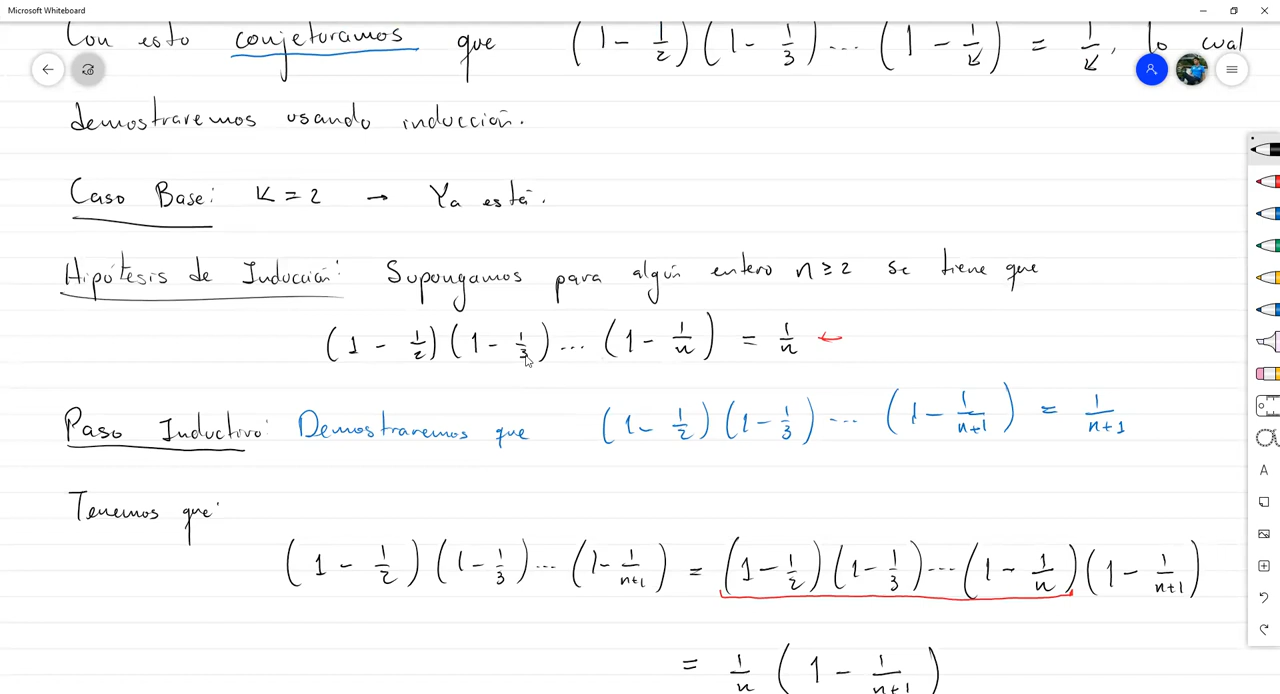 Microsoft Whiteboard
Con esto conjeturamos que (1 - 1/2)(1 - 1/3) ... (1 - 1/K) = 1/K, lo cual
demostraremos usando inducción.
Caso Base: K = 2 → Ya está.
Hipótesis de Inducción: Supongamos para algún entero n ≥ 2 se tiene que
(1 - 1/2)(1 - 1/3) ... (1 - 1/n) = 1/n ←
Paso Inductivo: Demostraremos que (1 - 1/2)(1 - 1/3) ... (1 - 1/n+1) = 1/n+1
Tenemos que:
(1 - 1/2)(1 - 1/3) ... (1 - 1/n+1) = (1 - 1/2)(1 - 1/3) ... (1 - 1/n)(1 - 1/n+1)
= 1/n (1 - 1/n+1)